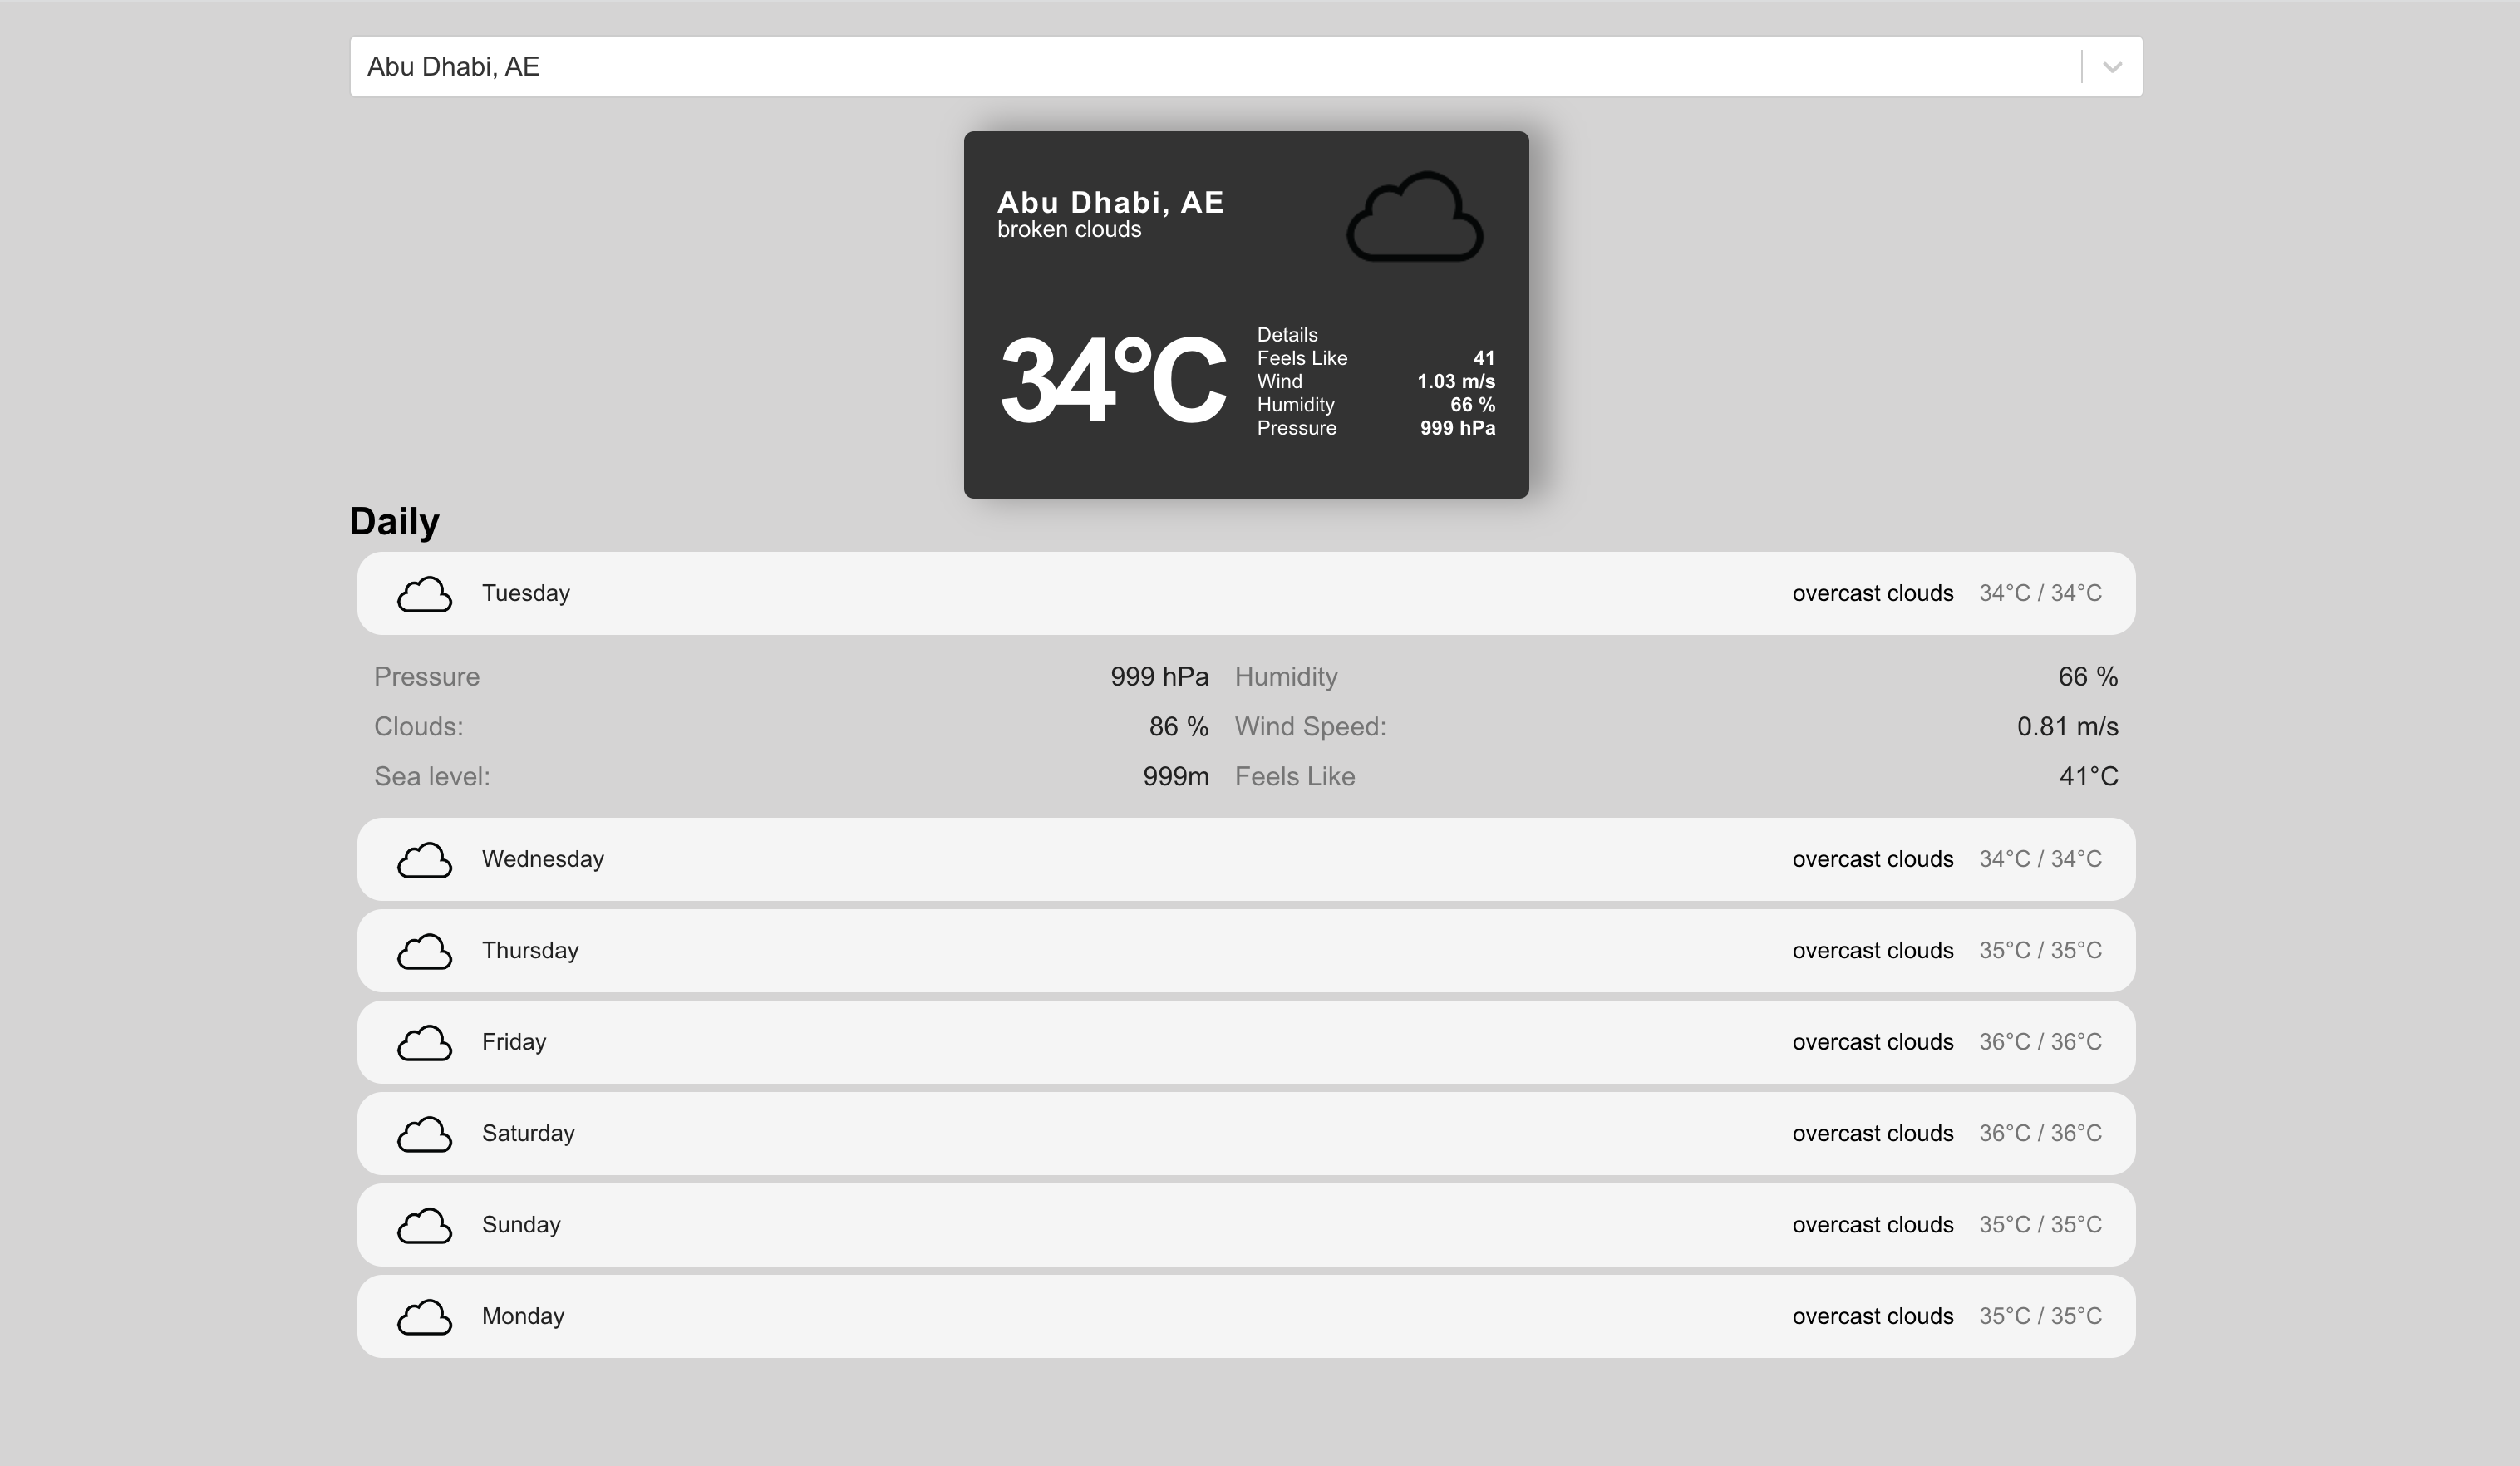 Abu Dhabi, AE
Abu Dhabi, AE
broken clouds
34°C
Details
Feels Like 41
Wind 1.03 m/s
Humidity 66 %
Pressure 999 hPa
Daily
Tuesday overcast clouds 34°C / 34°C
Pressure 999 hPa Humidity 66 %
Clouds: 86 % Wind Speed: 0.81 m/s
Sea level: 999m Feels Like 41°C
Wednesday overcast clouds 34°C / 34°C
Thursday overcast clouds 35°C / 35°C
Friday overcast clouds 36°C / 36°C
Saturday overcast clouds 36°C / 36°C
Sunday overcast clouds 35°C / 35°C
Monday overcast clouds 35°C / 35°C